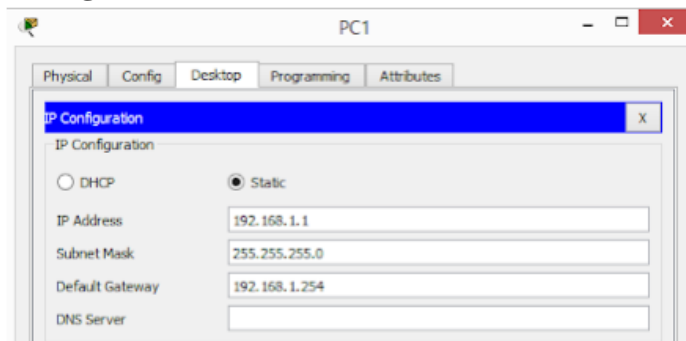 PC1
Physical Config Desktop Programming Attributes
IP Configuration X
IP Configuration
DHCP Static
IP Address 192.168.1.1
Subnet Mask 255.255.255.0
Default Gateway 192.168.1.254
DNS Server